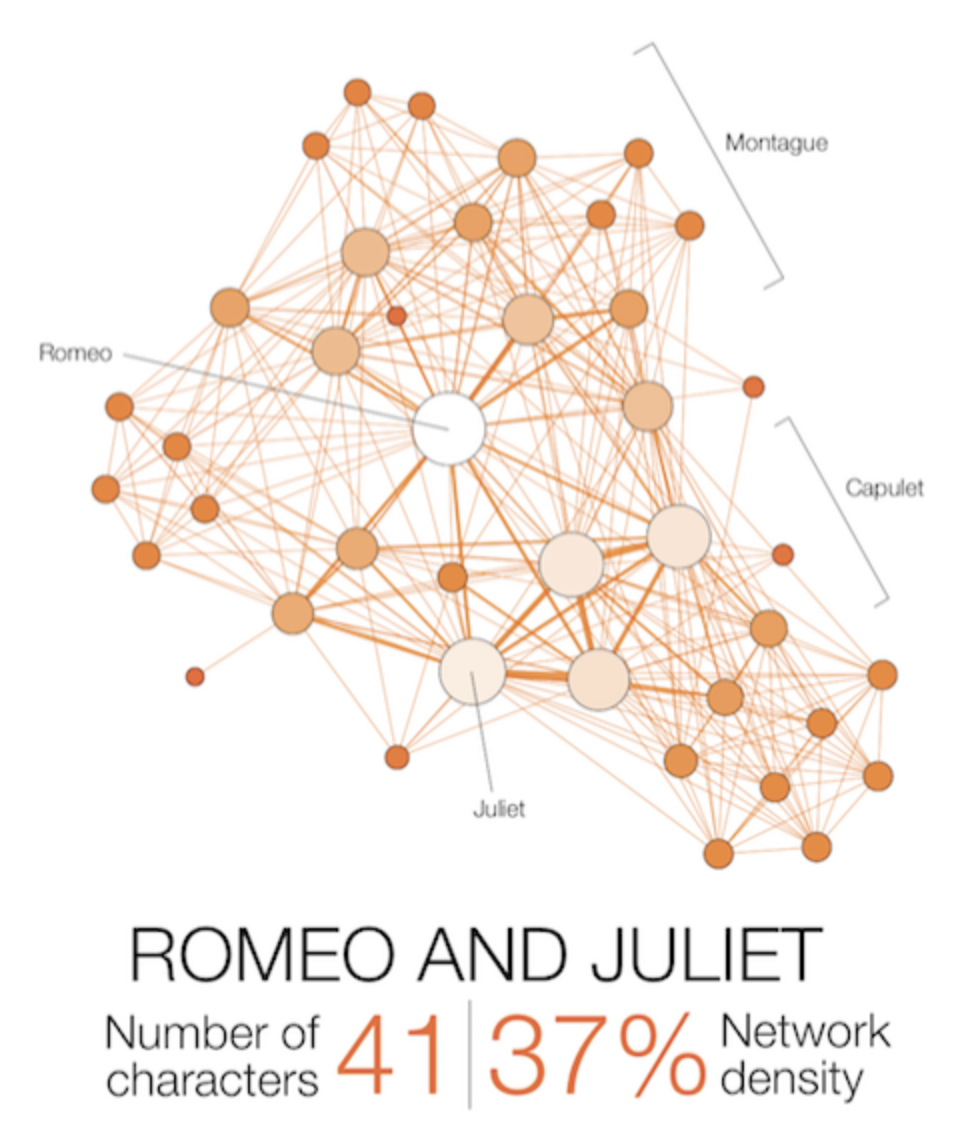 Montague
Romeo
Capulet
Juliet
ROMEO AND JULIET
Number of characters 41
37% Network density